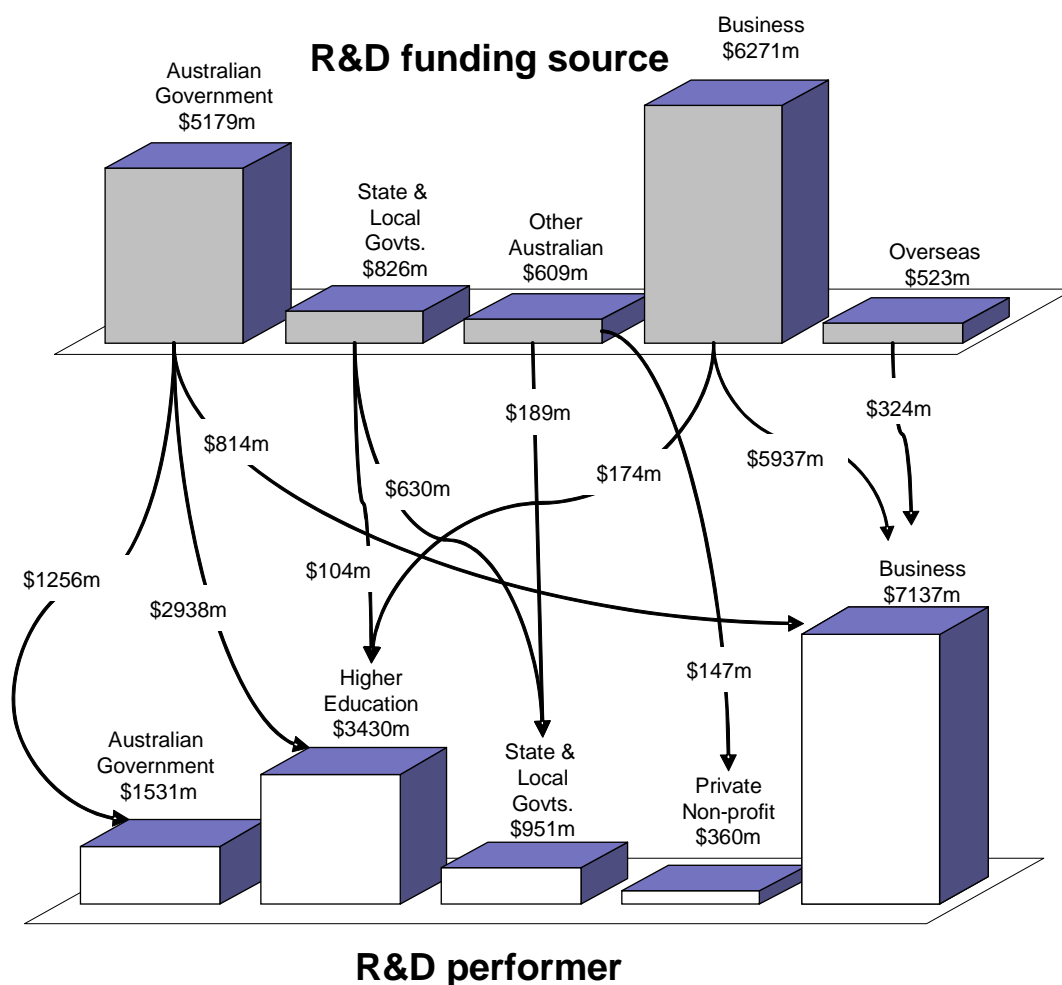 R&D funding source
Business
$6271m
Australian
Government
$5179m
State &
Local
Govts.
$826m
Other
Australian
$609m
Overseas
$523m
$814m
$189m
$174m
$324m
$5937m
$630m
$1256m
$104m
$2938m
$147m
Business
$7137m
Higher
Education
$3430m
Australian
Government
$1531m
State &
Local
Govts.
$951m
Private
Non-profit
$360m
R&D performer